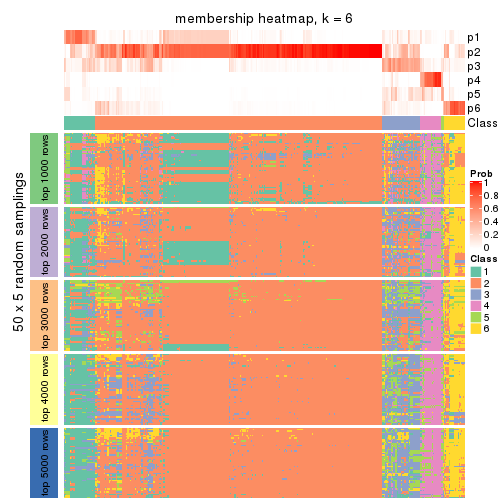 membership heatmap, k = 6
p1
p2
p3
p4
p5
p6
Class
50 x 5 random samplings
top 1000 rows
top 2000 rows
top 3000 rows
top 4000 rows
top 5000 rows
Prob
1
0.8
0.6
0.4
0.2
0
Class
1
2
3
4
5
6